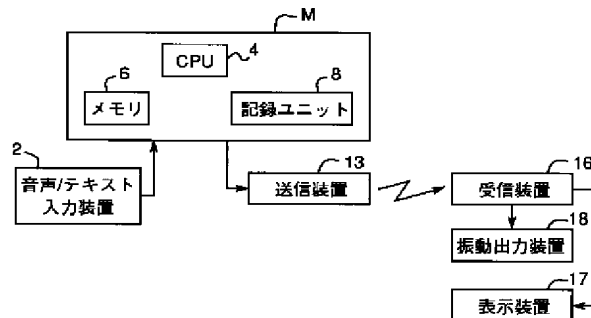 M
CPU
4
6
メモリ
8
記録ユニット
2
音声/テキスト
入力装置
13
送信装置
16
受信装置
18
振動出力装置
17
表示装置